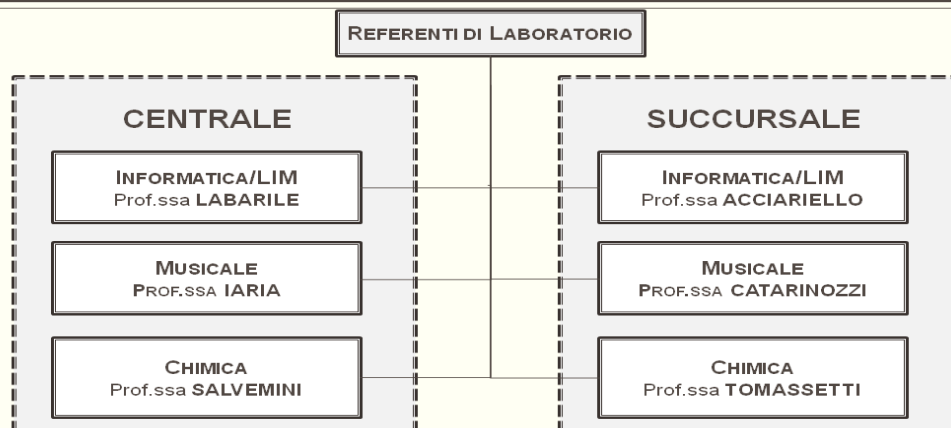 REFERENTI DI LABORATORIO
CENTRALE
INFORMATICA/LIM
Prof.ssa LABARILE
MUSICALE
PROF.SSA IARIA
CHIMICA
Prof.ssa SALVEMINI
SUCCURSALE
INFORMATICA/LIM
Prof.ssa ACCIARIELLO
MUSICALE
PROF.SSA CATARINOZZI
CHIMICA
Prof.ssa TOMASSETTI